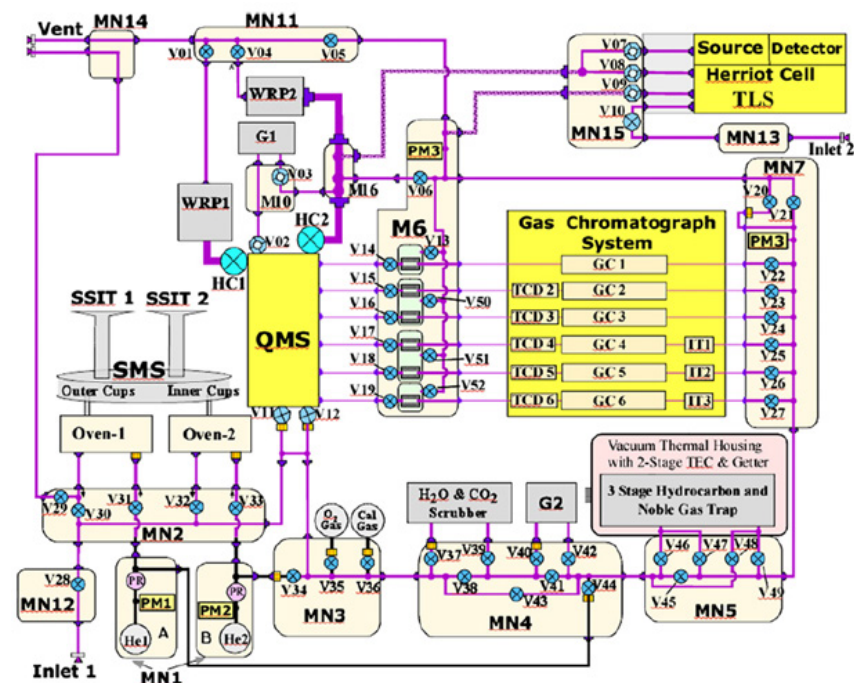 Vent
MN14
MN11
V01
V04
V05
A
MN15
V07
V08
V09
V10
Source
Detector
Herriot Cell
TLS
MN13
Inlet 2
WRP2
G1
V03
M10
M16
PM3
V06
MN7
V20
V21
PM3
WRP1
HC2
V02
HC1
M6
V13
Gas Chromatograph
System
V14
V15
V16
V17
V18
V19
V50
V51
V52
GC 1
TCD 2
GC 2
TCD 3
GC 3
TCD 4
GC 4
IT1
TCD 5
GC 5
IT2
TCD 6
GC 6
IT3
V22
V23
V24
V25
V26
V27
SSIT 1
SSIT 2
SMS
Outer Cups
Inner Cups
QMS
V11
V12
Oven-1
Oven-2
V29
V30
V31
V32
V33
MN2
V28
MN12
Inlet 1
PR
PM1
He1
A
PR
PM2
He2
B
MN1
O₂
Gas
Cal
Gas
V34
V35
V36
MN3
H₂O & CO₂
Scrubber
G2
V37
V39
V40
V42
V38
V41
V43
V44
MN4
Vacuum Thermal Housing
with 2-Stage TEC & Getter
3 Stage Hydrocarbon and
Noble Gas Trap
V46
V47
V48
V45
V49
MN5